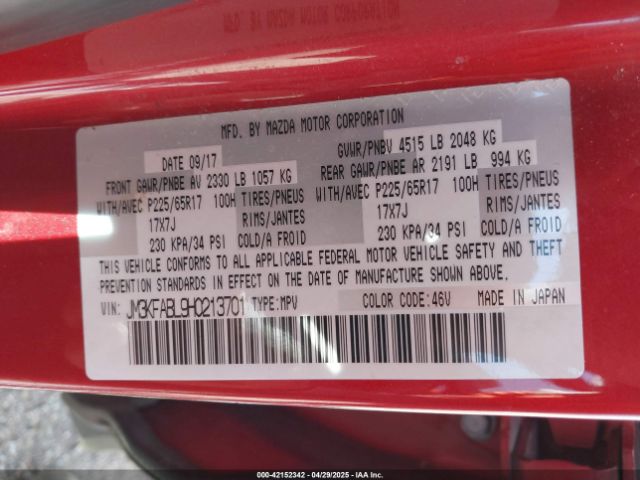 MFD. BY MAZDA MOTOR CORPORATION
DATE 09/17 GVWR/PNBV 4515 LB 2048 KG
FRONT GAWR/PNBE AV 2330 LB 1057 KG REAR GAWR/PNBE AR 2191 LB 994 KG
WITH/AVEC P225/65R17 100H TIRES/PNEUS WITH/AVEC P225/65R17 100H TIRES/PNEUS
17X7J RIMS/JANTES 17X7J RIMS/JANTES
230 KPA/34 PSI COLD/A FROID 230 KPA/34 PSI COLD/A FROID
THIS VEHICLE CONFORMS TO ALL APPLICABLE FEDERAL MOTOR VEHICLE SAFETY AND THEFT
PREVENTION STANDARDS IN EFFECT ON THE DATE OF MANUFACTURE SHOWN ABOVE.
VIN: JM3KFABL9H0213701 TYPE: MPV COLOR CODE: 46V MADE IN JAPAN
000-42152342 04/29/2025 IAA Inc.